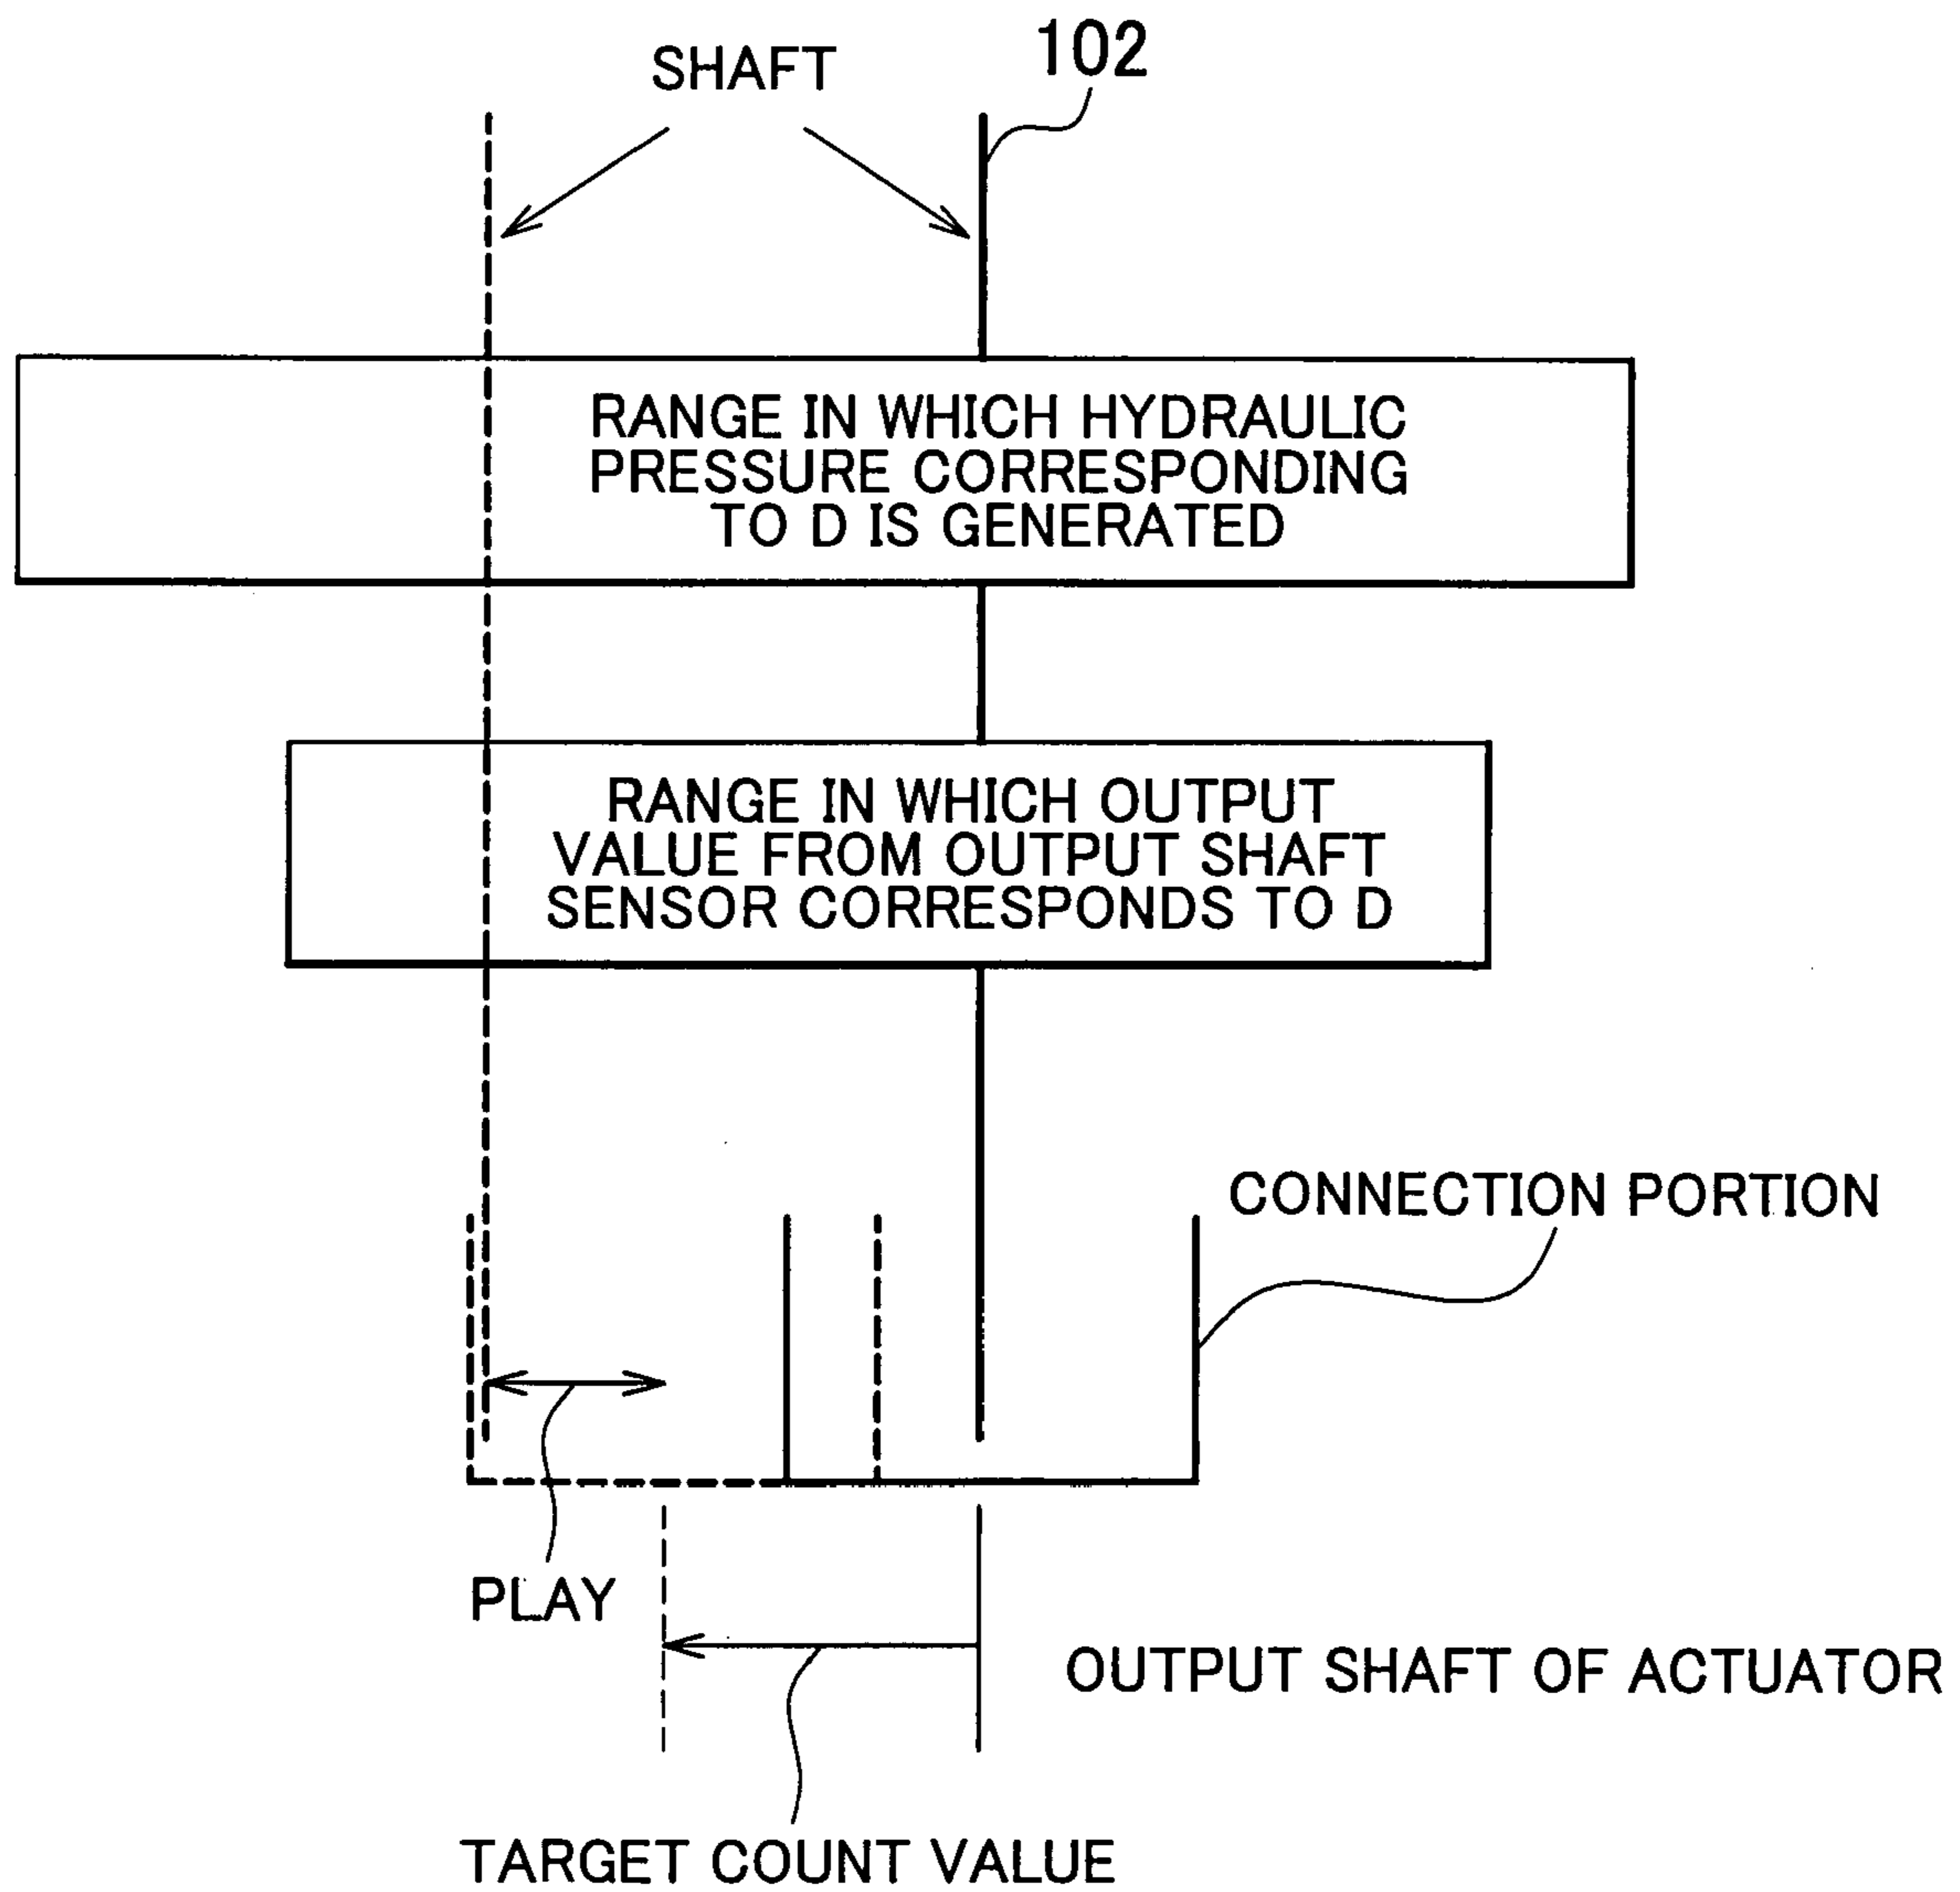 102
SHAFT
RANGE IN WHICH HYDRAULIC
PRESSURE CORRESPONDING
TO D IS GENERATED
RANGE IN WHICH OUTPUT
VALUE FROM OUTPUT SHAFT
SENSOR CORRESPONDS TO D
CONNECTION PORTION
PLAY
OUTPUT SHAFT OF ACTUATOR
TARGET COUNT VALUE